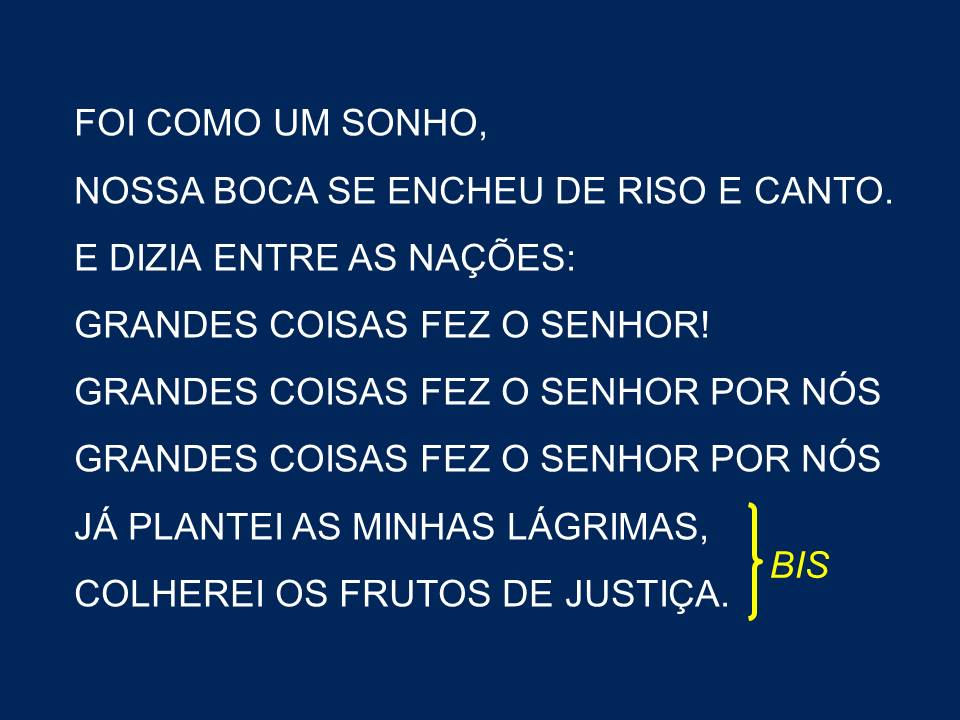 FOI COMO UM SONHO,
NOSSA BOCA SE ENCHEU DE RISO E CANTO.
E DIZIA ENTRE AS NAÇÕES:
GRANDES COISAS FEZ O SENHOR!
GRANDES COISAS FEZ O SENHOR POR NÓS
GRANDES COISAS FEZ O SENHOR POR NÓS
JÁ PLANTEI AS MINHAS LÁGRIMAS,
COLHEREI OS FRUTOS DE JUSTIÇA.
BIS